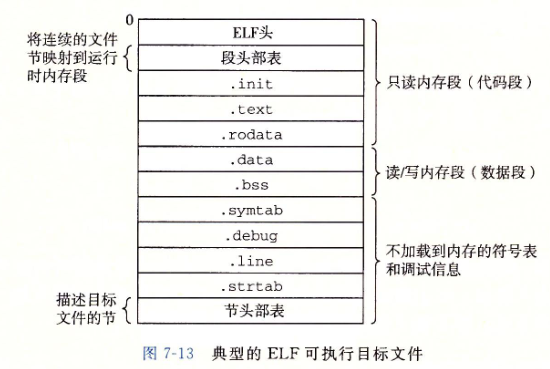 0
将连续的文件
节映射到运行
时内存段
ELF头
段头部表
.init
.text
.rodata
只读内存段（代码段）
.data
.bss
读/写内存段（数据段）
.symtab
.debug
.line
.strtab
不加载到内存的符号表
和调试信息
描述目标
文件的节
节头部表
图 7-13 典型的 ELF 可执行目标文件